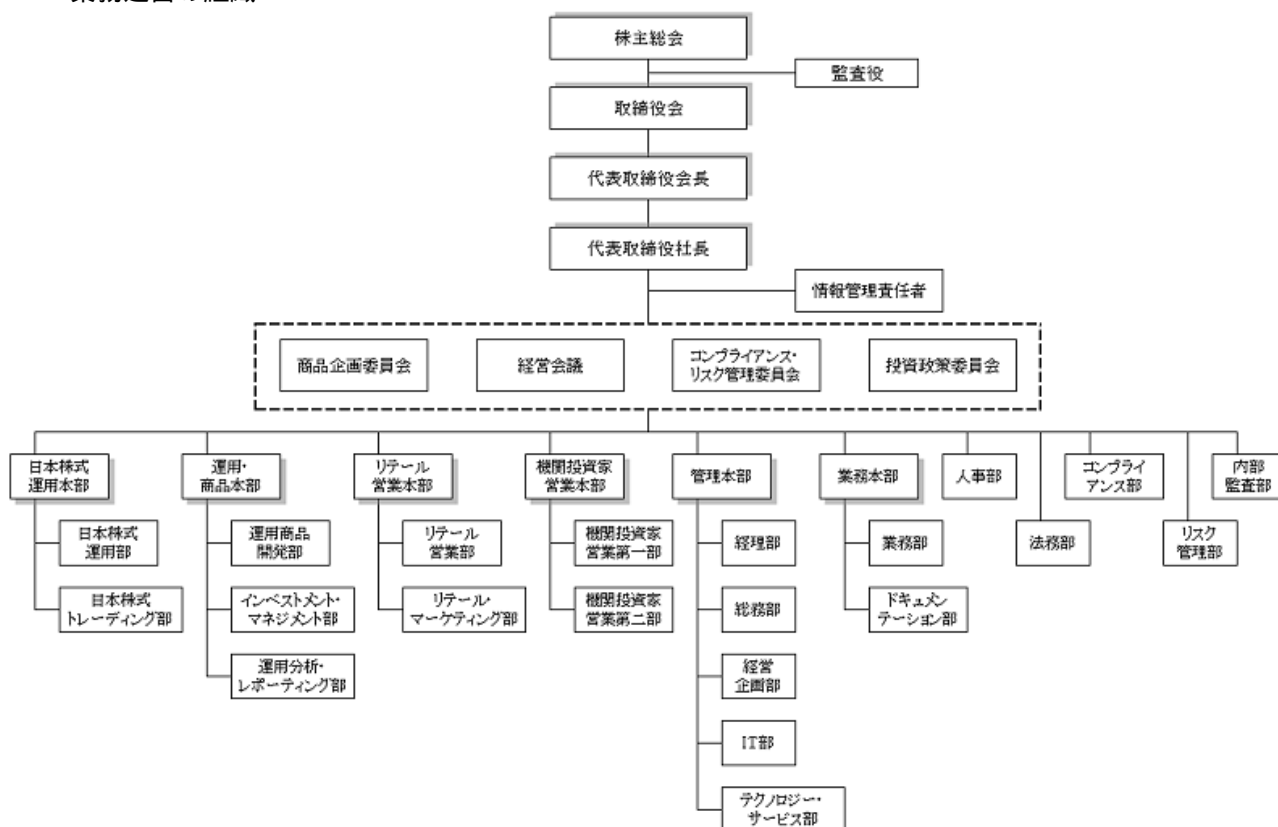 業務運営の組織
株主総会
監査役
取締役会
代表取締役会長
代表取締役社長
情報管理責任者
商品企画委員会
経営会議
コンプライアンス・
リスク管理委員会
投資政策委員会
日本株式
運用本部
運用・
商品本部
リテール
営業本部
機関投資家
営業本部
管理本部
業務本部
人事部
コンプライ
アンス部
内部
監査部
日本株式
運用部
運用商品
開発部
リテール
営業部
機関投資家
営業第一部
経理部
業務部
法務部
リスク
管理部
日本株式
トレーディング部
インベストメント・
マネジメント部
リテール・
マーケティング部
機関投資家
営業第二部
総務部
ドキュメン
テーション部
運用分析・
レポーティング部
経営
企画部
IT部
テクノロジー・
サービス部